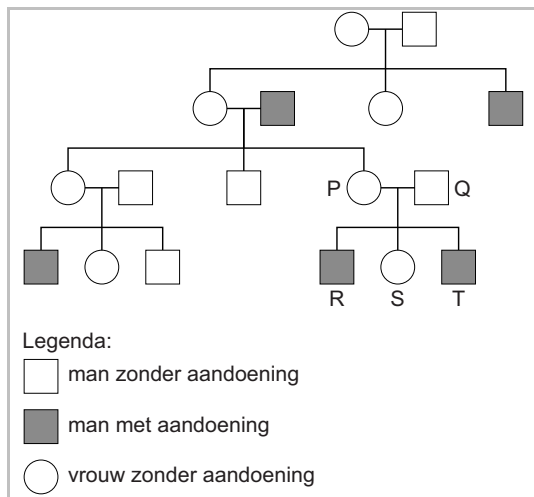 P Q
R S T
Legenda:
man zonder aandoening
man met aandoening
vrouw zonder aandoening